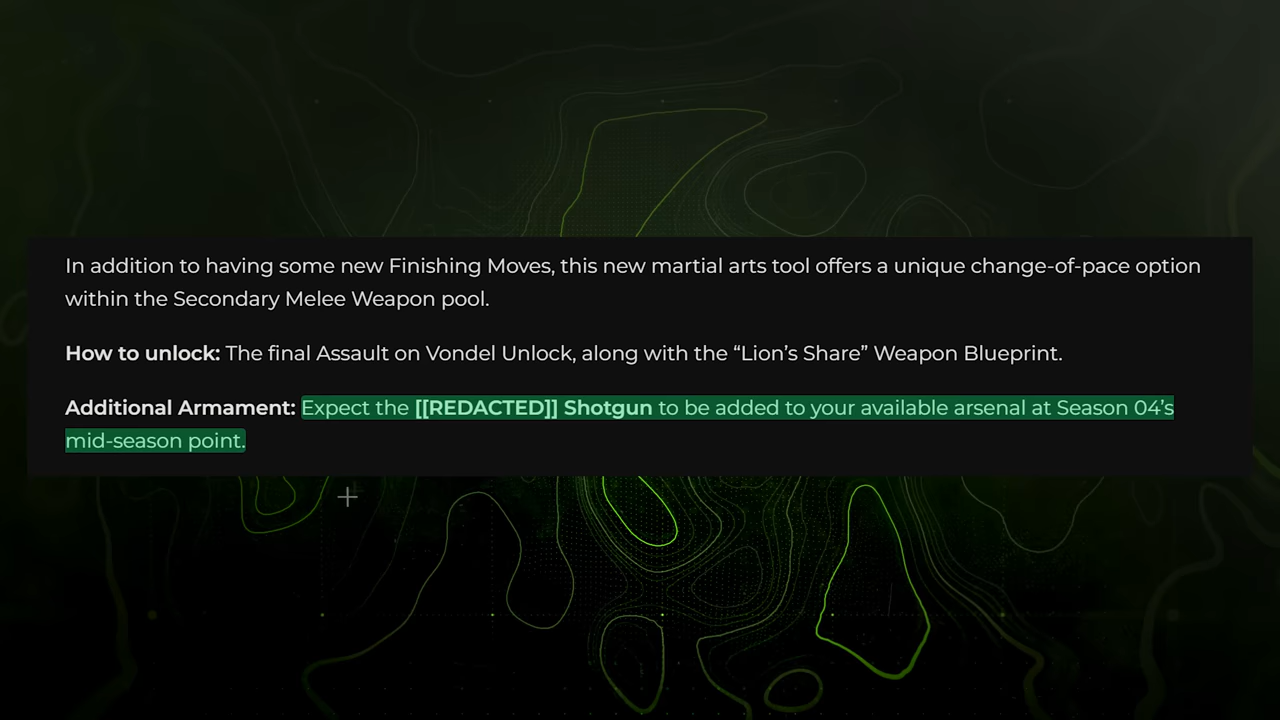 In addition to having some new Finishing Moves, this new martial arts tool offers a unique change-of-pace option
within the Secondary Melee Weapon pool.
How to unlock: The final Assault on Vondel Unlock, along with the “Lion’s Share” Weapon Blueprint.
Additional Armament: Expect the [[REDACTED]] Shotgun to be added to your available arsenal at Season 04’s
mid-season point.